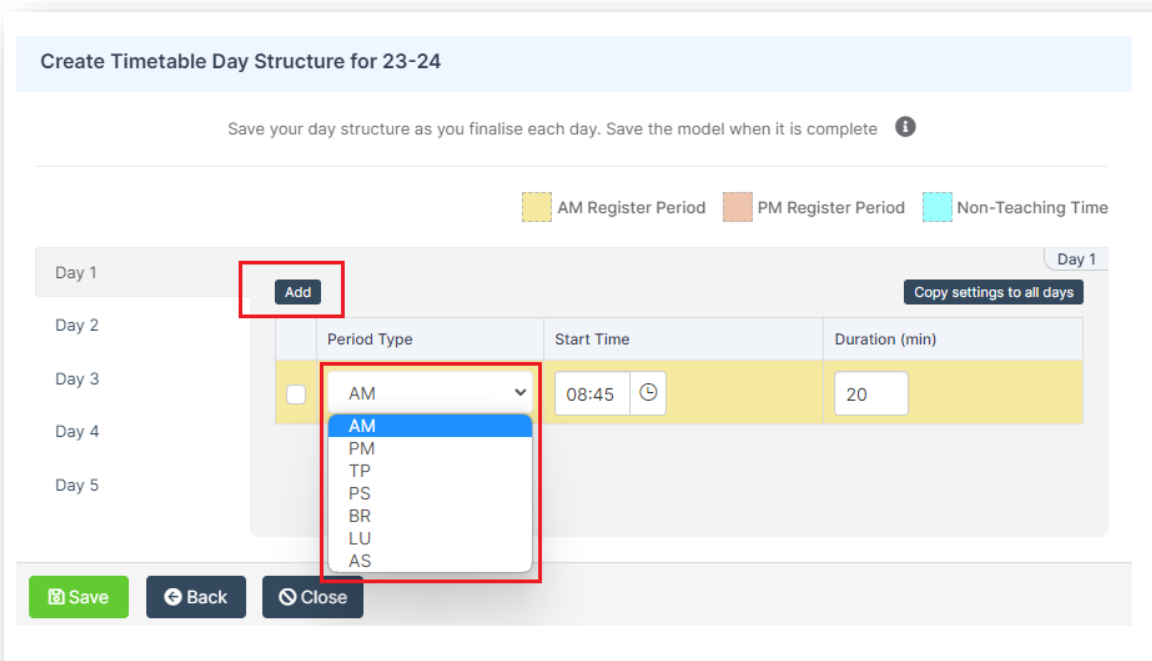 Create Timetable Day Structure for 23-24
Save your day structure as you finalise each day. Save the model when it is complete
AM Register Period PM Register Period Non-Teaching Time
Day 1
Day 2
Day 3
Day 4
Day 5
Day 1
Add Copy settings to all days
Period Type Start Time Duration (min)
AM 08:45 20
AM
PM
TP
PS
BR
LU
AS
Save Back Close